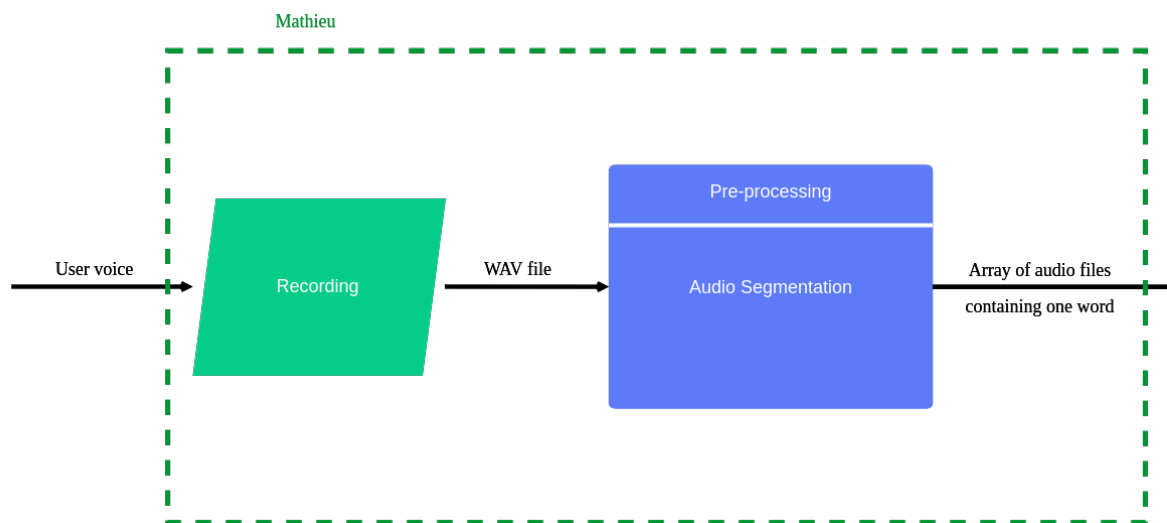 Mathieu
User voice
Recording
WAV file
Pre-processing
Audio Segmentation
Array of audio files
containing one word